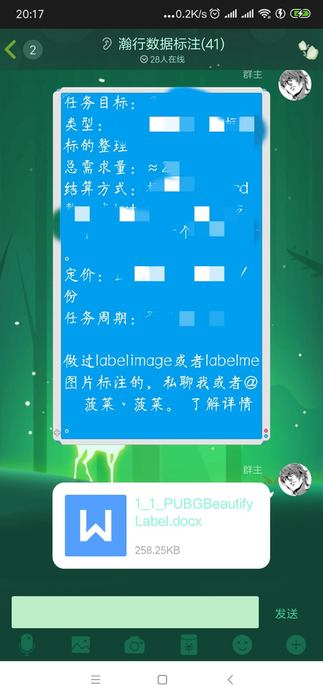 20:17
...0.2K/s
瀚行数据标注(41)
2
28人在线
群主
任务目标：
类型：
标的整理
总需求量：≈2
结算方式：
个
。
定价：
/
份
任务周期：
做过labelimage或者labelme
图片标注的，私聊我或者@
菠菜、菠菜。 了解详情
。
群主
1_1_PUBGBeautify
Label.docx
258.25KB
发送